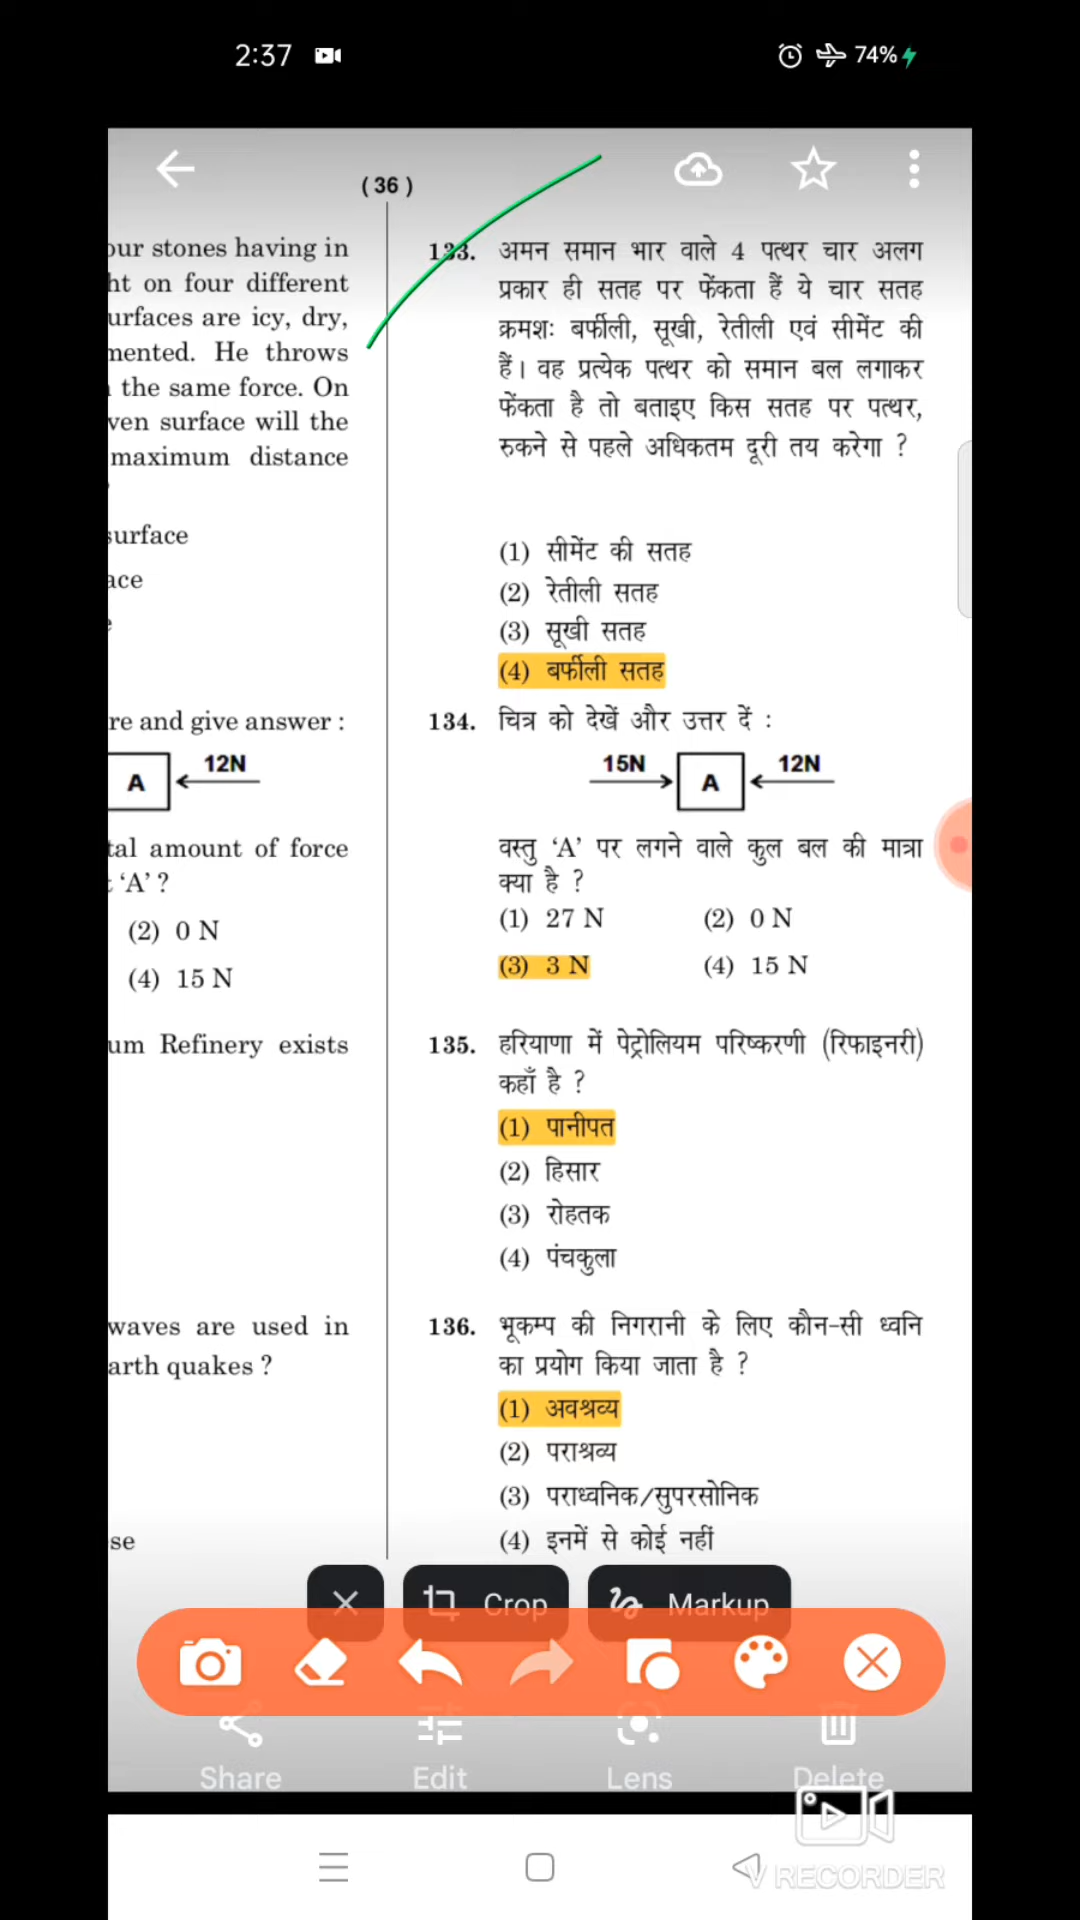 2:37
74%
(36)
our stones having in
ht on four different
urfaces are icy, dry,
mented. He throws
the same force. On
ven surface will the
maximum distance
surface
ace
re and give answer :
A
12N
tal amount of force
'A' ?
(2) 0 N
(4) 15 N
um Refinery exists
waves are used in
arth quakes ?
se
133. अमन समान भार वाले 4 पत्थर चार अलग
प्रकार ही सतह पर फेंकता हैं ये चार सतह
क्रमशः बर्फीली, सूखी, रेतीली एवं सीमेंट की
हैं। वह प्रत्येक पत्थर को समान बल लगाकर
फेंकता है तो बताइए किस सतह पर पत्थर,
रुकने से पहले अधिकतम दूरी तय करेगा ?
(1) सीमेंट की सतह
(2) रेतीली सतह
(3) सूखी सतह
(4) बर्फीली सतह
134. चित्र को देखें और उत्तर दें :
15N
A
12N
वस्तु 'A' पर लगने वाले कुल बल की मात्रा
क्या है ?
(1) 27 N (2) 0 N
(3) 3 N (4) 15 N
135. हरियाणा में पेट्रोलियम परिष्करणी (रिफाइनरी)
कहाँ है ?
(1) पानीपत
(2) हिसार
(3) रोहतक
(4) पंचकुला
136. भूकम्प की निगरानी के लिए कौन-सी ध्वनि
का प्रयोग किया जाता है ?
(1) अवश्रव्य
(2) पराश्रव्य
(3) पराध्वनिक/सुपरसोनिक
(4) इनमें से कोई नहीं
Crop Markup
Share Edit Lens Delete
V RECORDER